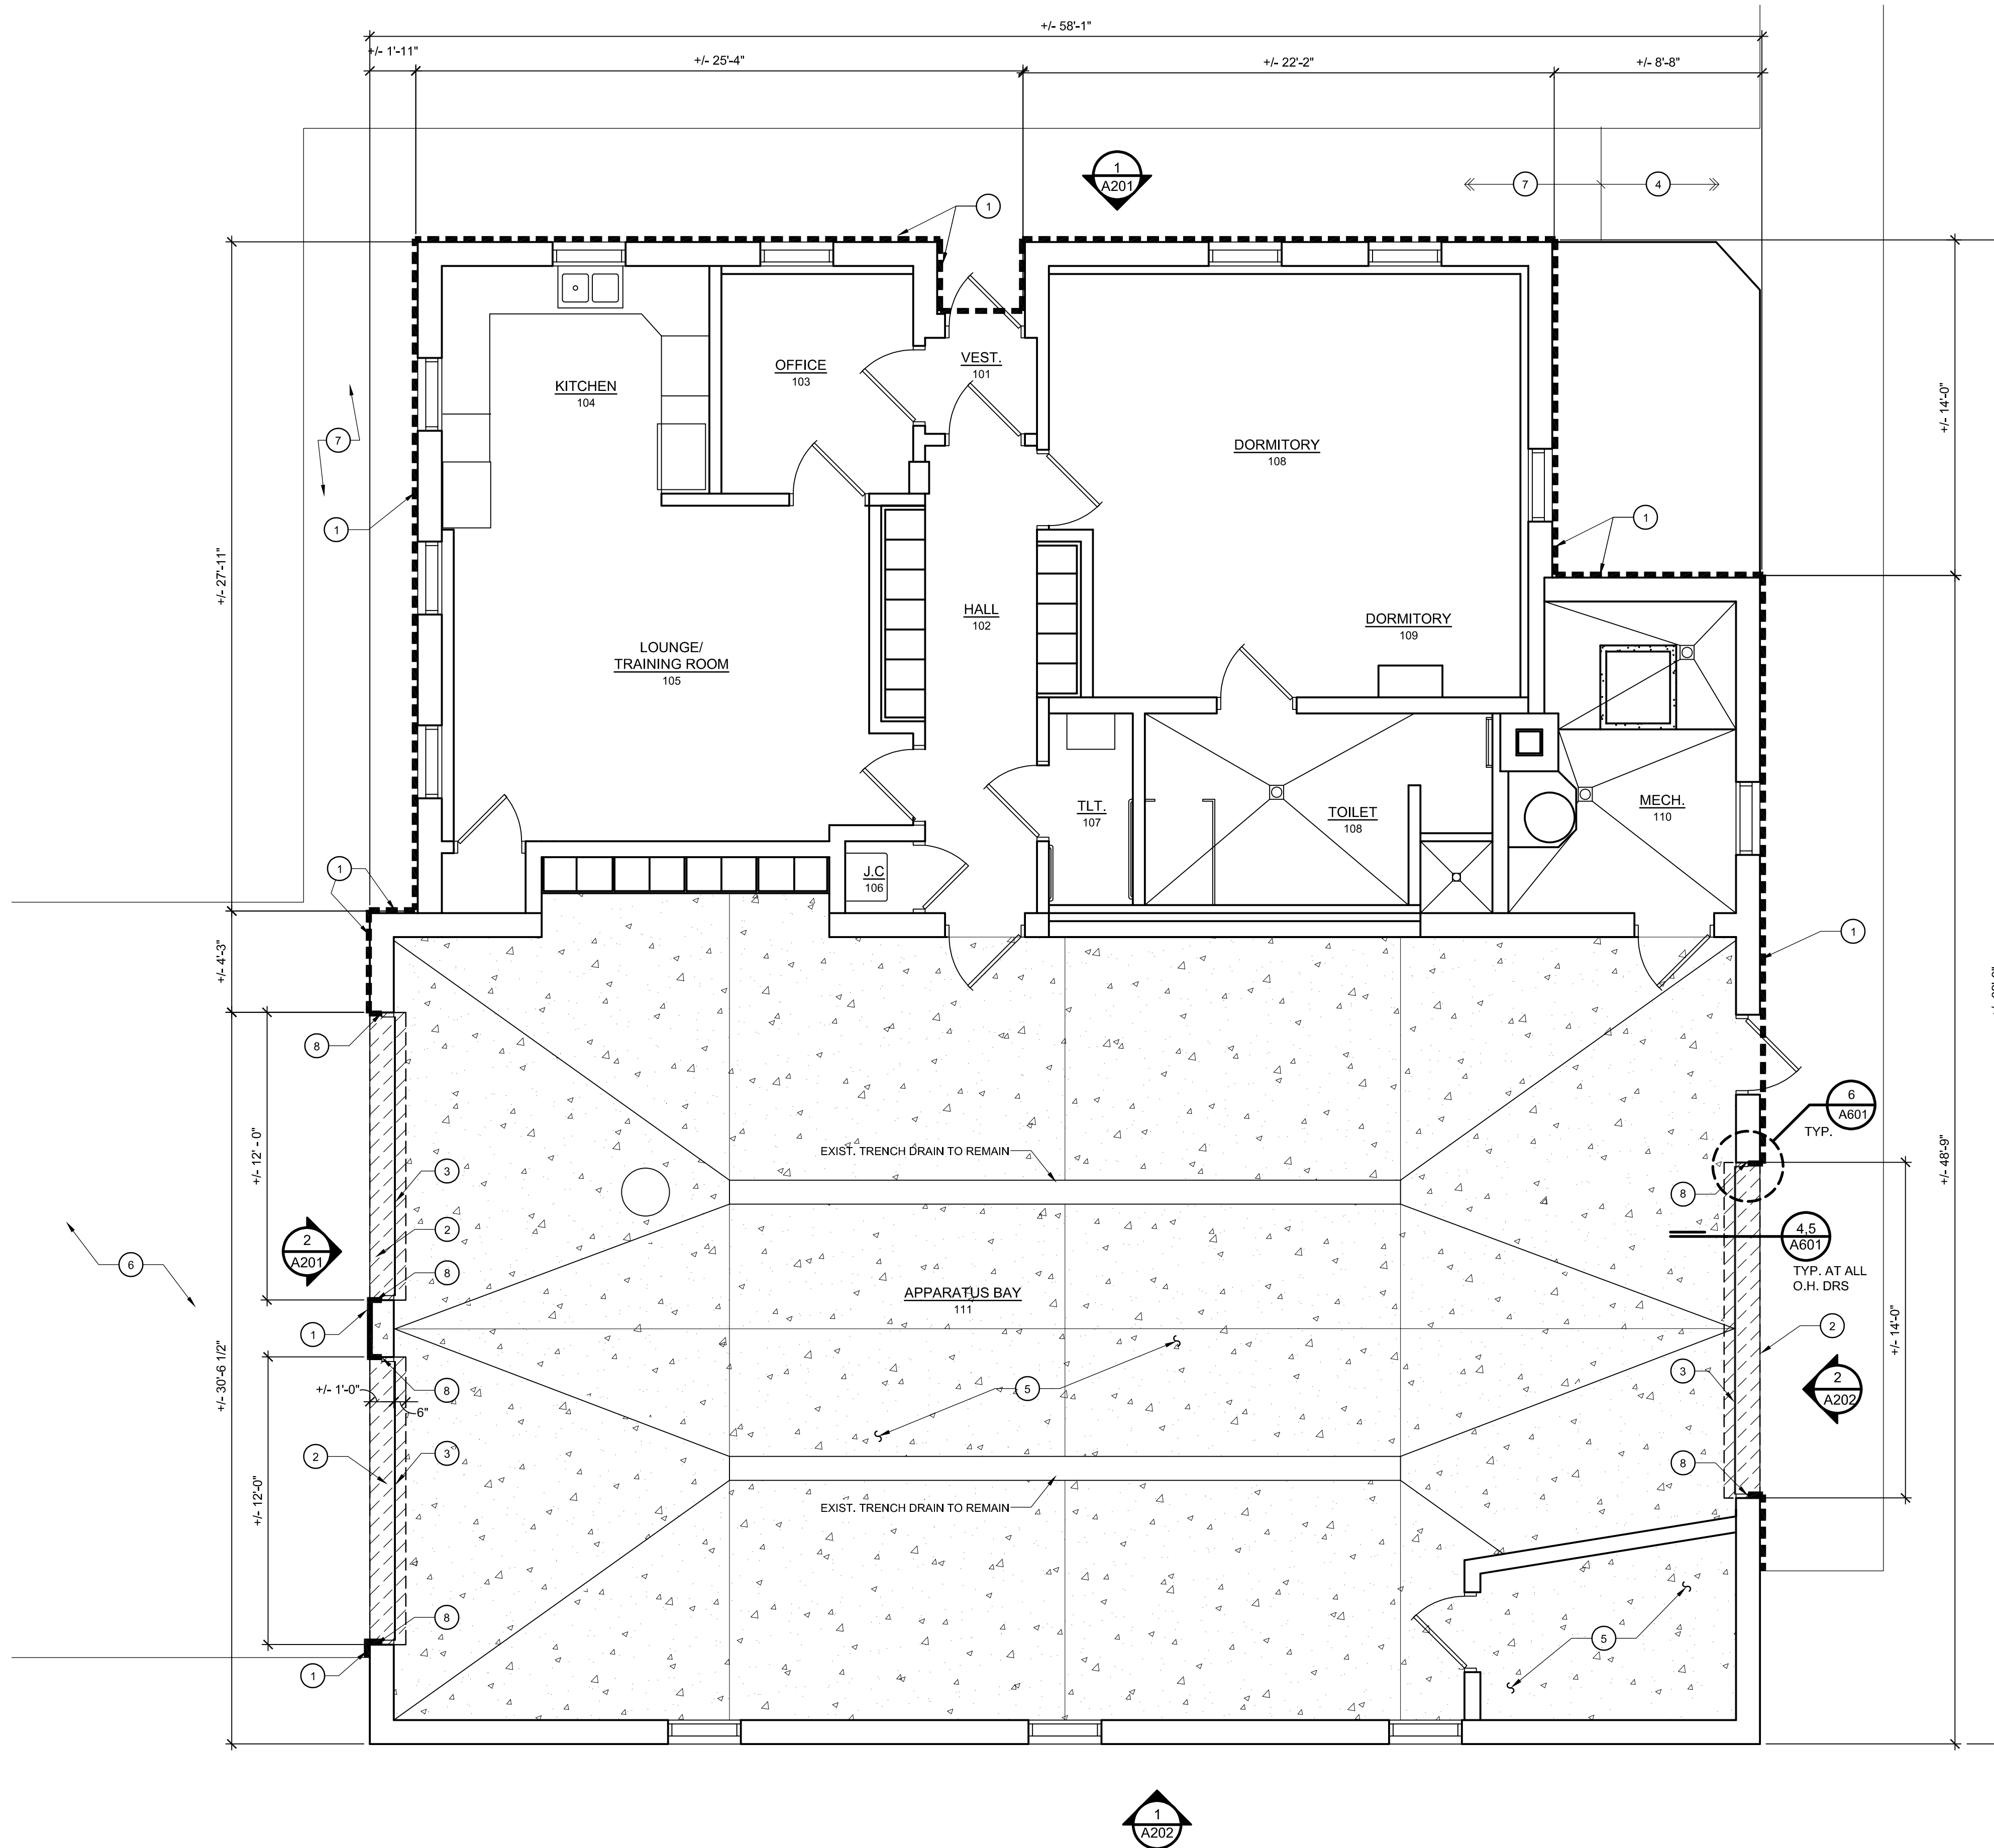 +/- 58'-1"
+/- 1'-11"
+/- 25'-4"
+/- 22'-2"
+/- 8'-8"
1
A201
7
4
1
+/- 27'-11"
+/- 14'-0"
KITCHEN
104
OFFICE
103
VEST.
101
7
DORMITORY
108
1
1
HALL
102
DORMITORY
109
LOUNGE/
TRAINING ROOM
105
TLT.
107
TOILET
108
MECH.
110
1
J.C
106
1
+/- 4'-3"
8
6
A601
TYP.
EXIST. TRENCH DRAIN TO REMAIN
+/- 12' - 0"
3
8
+/- 48'-9"
2
2
A201
4,5
A601
TYP. AT ALL
O.H. DRS
6
8
APPARATUS BAY
111
1
2
+/- 14'-0"
+/- 30'-6 1/2"
+/- 1'-0"
8
6"
5
3
2
A202
2
3
8
+/- 12'-0"
EXIST. TRENCH DRAIN TO REMAIN
8
5
1
1
A202